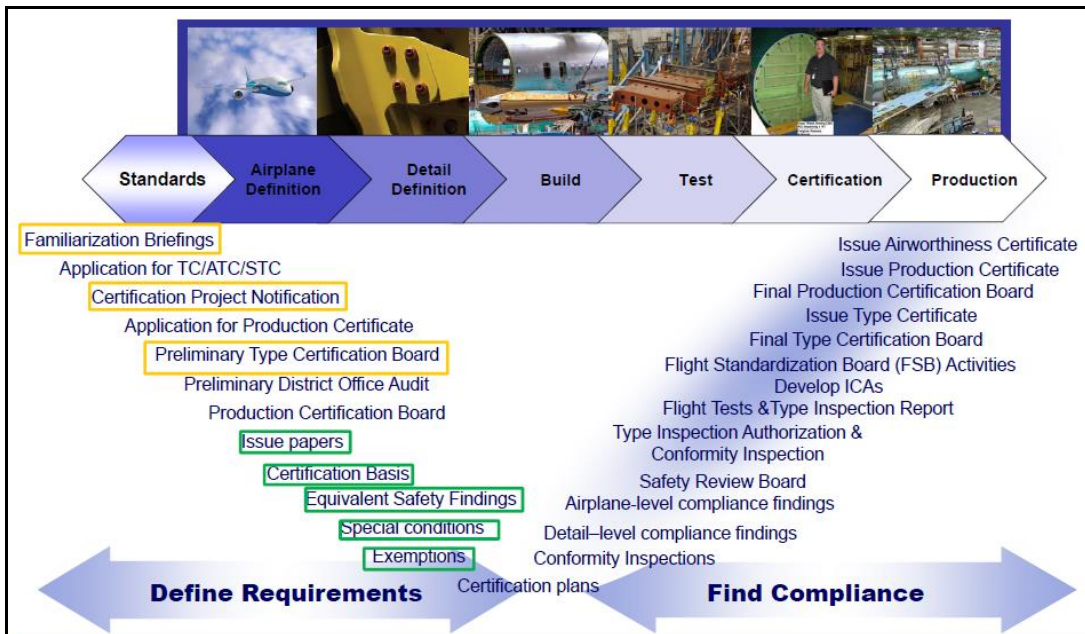 Standards
Airplane
Definition
Detail
Definition
Build
Test
Certification
Production
Familiarization Briefings
Application for TC/ATC/STC
Certification Project Notification
Application for Production Certificate
Preliminary Type Certification Board
Preliminary District Office Audit
Production Certification Board
Issue papers
Certification Basis
Equivalent Safety Findings
Special conditions
Exemptions
Certification plans
Issue Airworthiness Certificate
Issue Production Certificate
Final Production Certification Board
Issue Type Certificate
Final Type Certification Board
Flight Standardization Board (FSB) Activities
Develop ICAs
Flight Tests &Type Inspection Report
Type Inspection Authorization &
Conformity Inspection
Safety Review Board
Airplane-level compliance findings
Detail–level compliance findings
Conformity Inspections
Define Requirements
Find Compliance